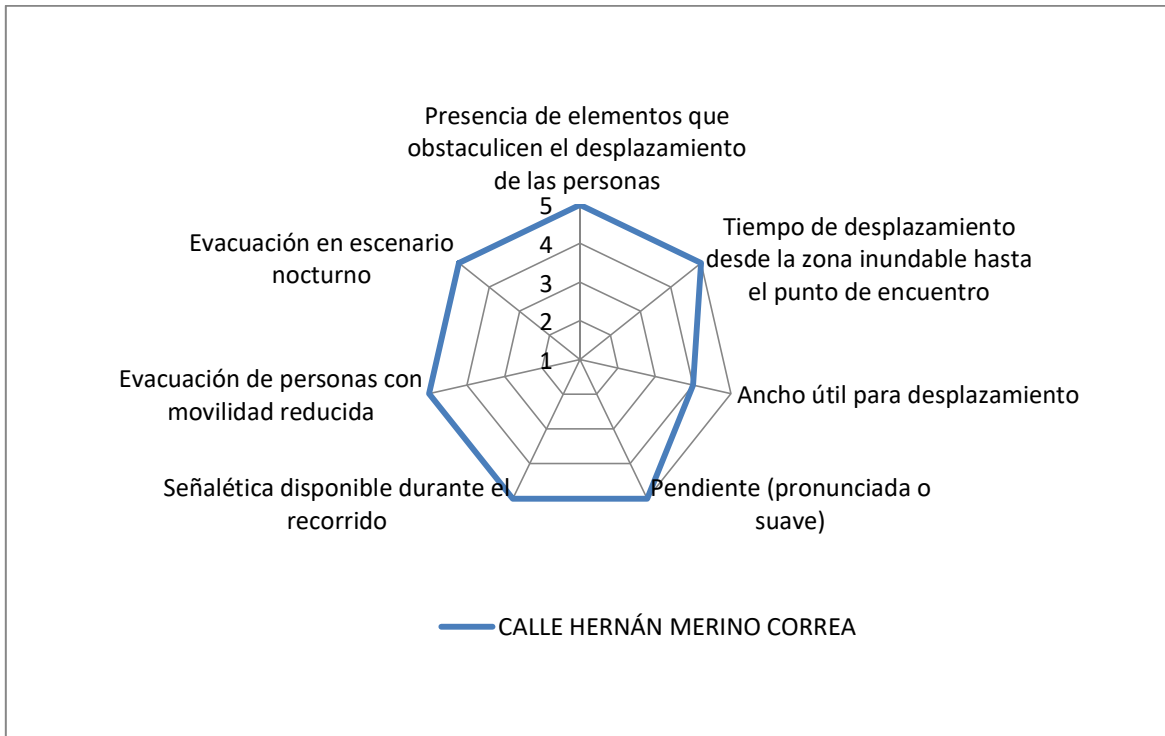 Presencia de elementos que
obstaculicen el desplazamiento
de las personas
5
4
3
2
1
Tiempo de desplazamiento
desde la zona inundable hasta
el punto de encuentro
Ancho útil para desplazamiento
Pendiente (pronunciada o
suave)
Señalética disponible durante el
recorrido
Evacuación de personas con
movilidad reducida
Evacuación en escenario
nocturno
CALLE HERNÁN MERINO CORREA